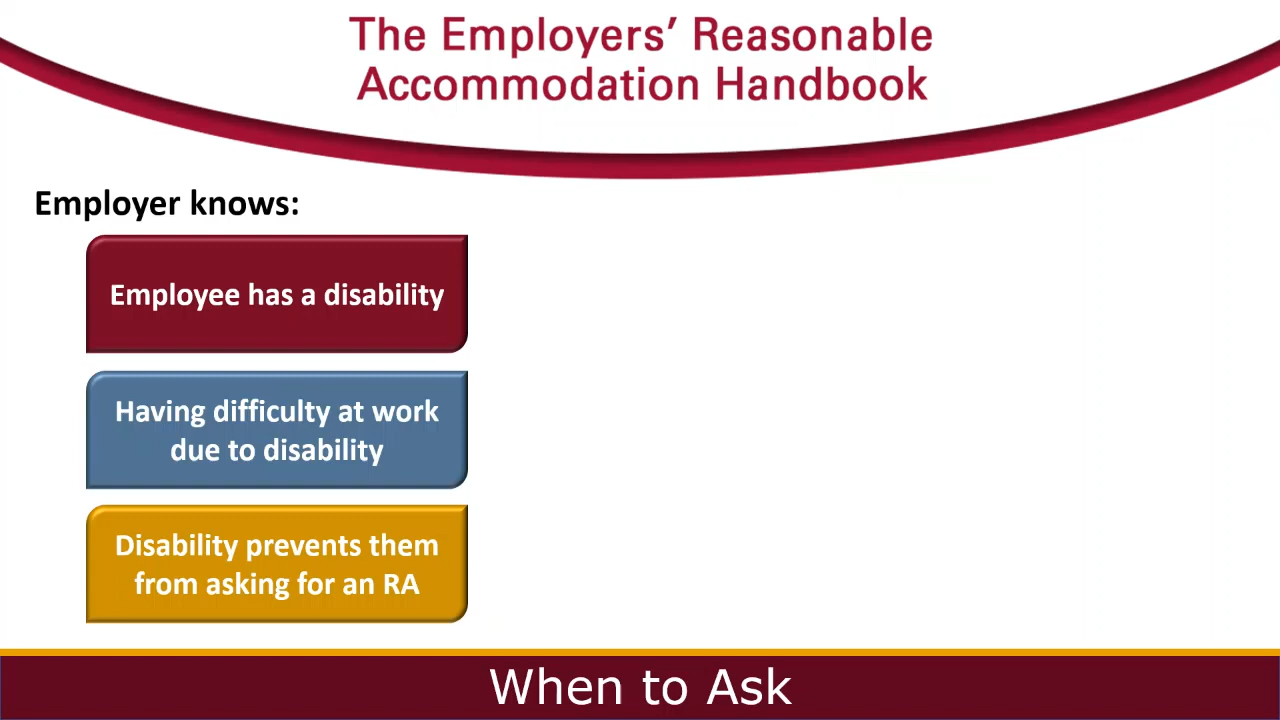 The Employers’ Reasonable
Accommodation Handbook
Employer knows:
Employee has a disability
Having difficulty at work
due to disability
Disability prevents them
from asking for an RA
When to Ask